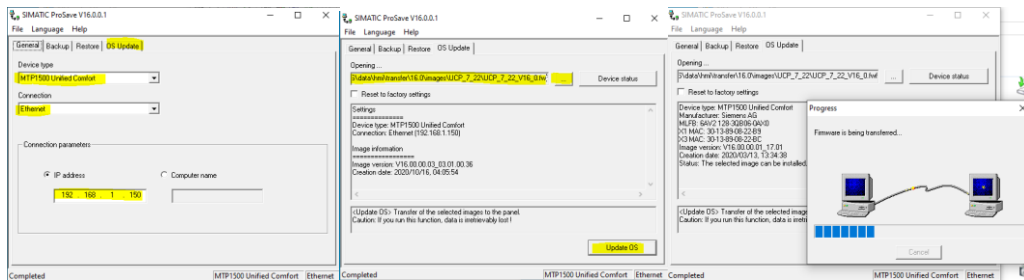 SIMATIC ProSave V16.0.0.1
File Language Help
General Backup Restore OS Update
Device type
MTP1500 Unified Comfort
Connection
Ethernet
Connection parameters
IP address
Computer name
192 . 168 . 1 . 150
Completed
MTP1500 Unified Comfort Ethernet
SIMATIC ProSave V16.0.0.1
File Language Help
General Backup Restore OS Update
Opening ...
\data\hmi\transfer\16.0\images\UCP_7_22\UCP_7_22_V16_0.fwf
...
Device status
Reset to factory settings
Settings
==============
Device type: MTP1500 Unified Comfort
Connection: Ethernet (192.168.1.150)
Image information
================
Image version: V16.00.00.03_03.01.00.36
Creation date: 2020/10/16, 04:05:54
<Update OS> Transfer of the selected images to the panel.
Caution: If you run this function, data is irretrievably lost !
Update OS
Completed
MTP1500 Unified Comfort Ethernet
SIMATIC ProSave V16.0.0.1
File Language Help
General Backup Restore OS Update
Opening ...
\data\hmi\transfer\16.0\images\UCP_7_22\UCP_7_22_V16_0.fwf
...
Device status
Reset to factory settings
Device type: MTP1500 Unified Comfort
Manufacturer: Siemens AG
MLFB: 6AV2 128-3QB06-0AX0
X1 MAC: 30-13-89-08-22-B9
X3 MAC: 30-13-89-08-22-BC
Image version: V16.00.00.01_17.01
Creation date: 2020/03/13, 13:34:38
Status: The selected image can be installed
<Update OS> Transfer of the selected
Caution: If you run this function, data is
Completed
MTP1500 Unified Comfort Ethernet
Progress
Firmware is being transferred...
Cancel